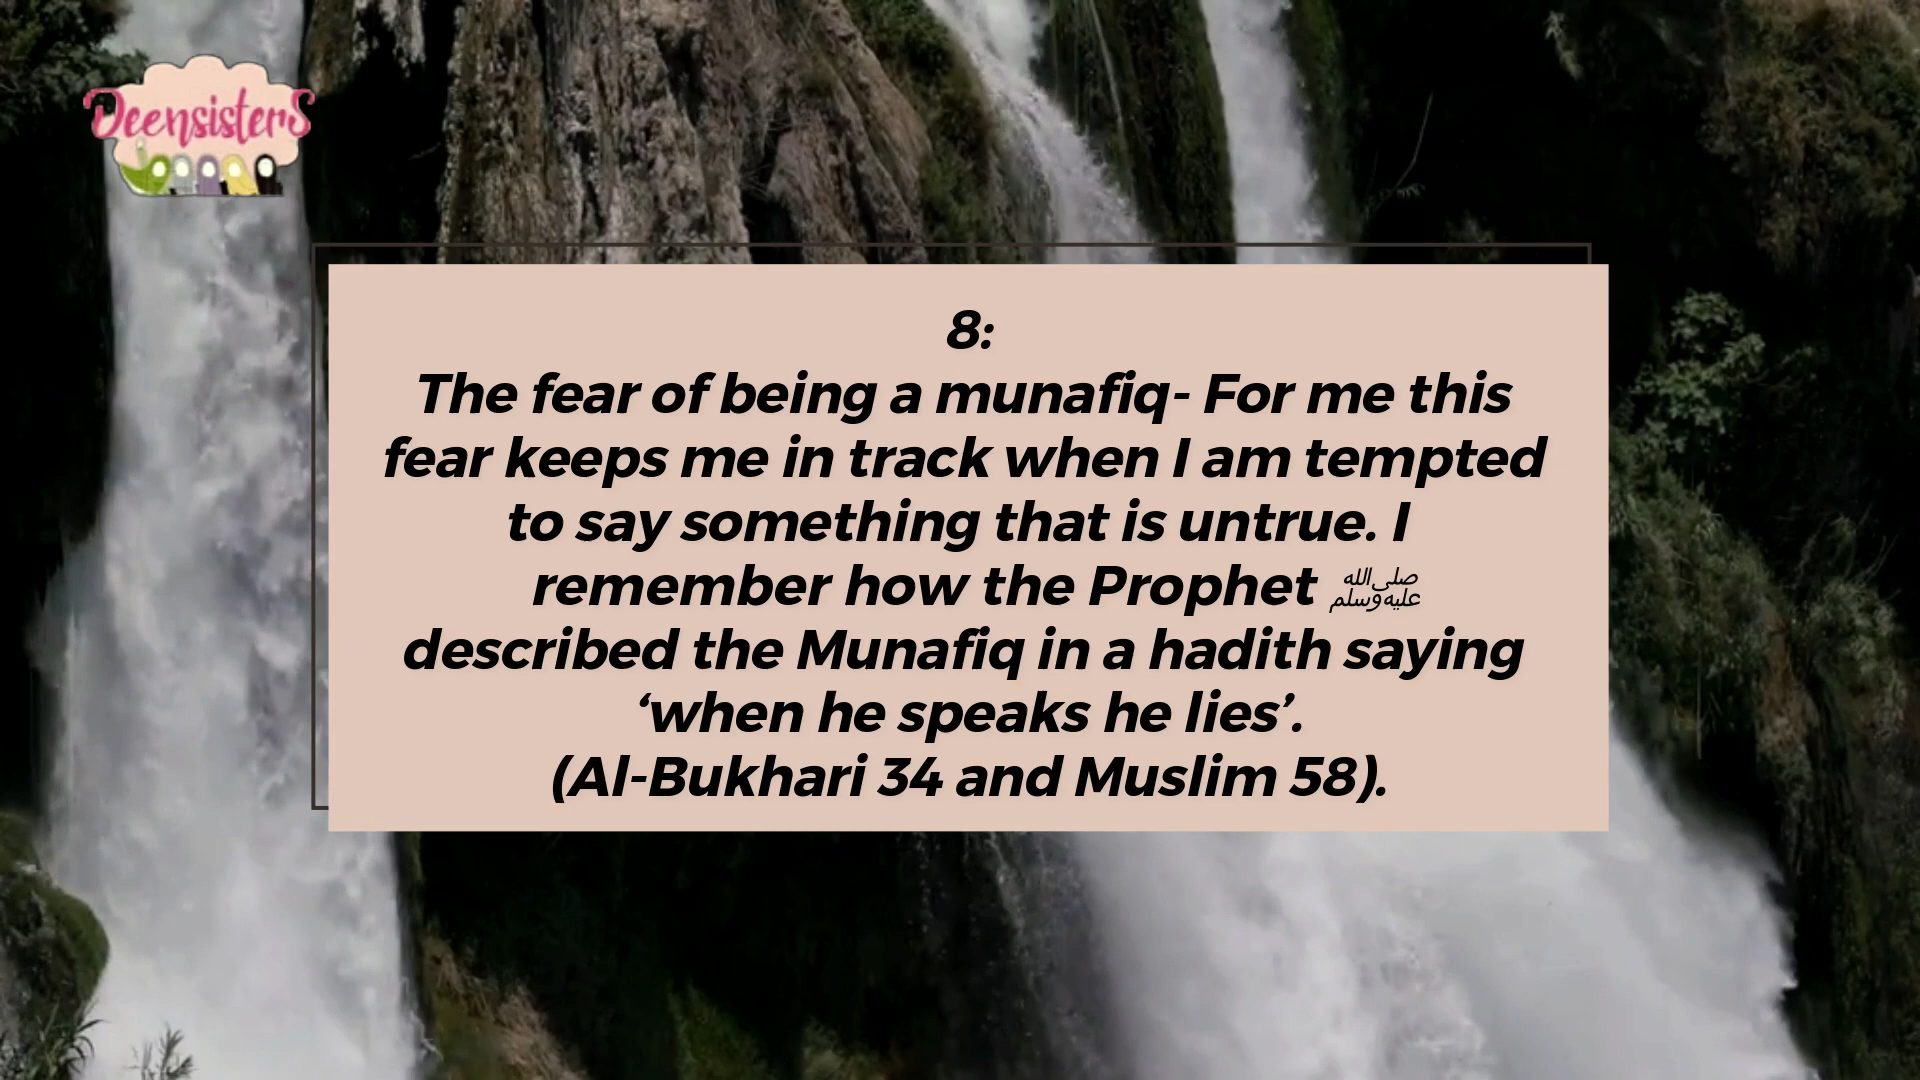 DeensisterS
8:
The fear of being a munafiq- For me this
fear keeps me in track when I am tempted
to say something that is untrue. I
remember how the Prophet ﷺ
described the Munafiq in a hadith saying
‘when he speaks he lies’.
(Al-Bukhari 34 and Muslim 58).